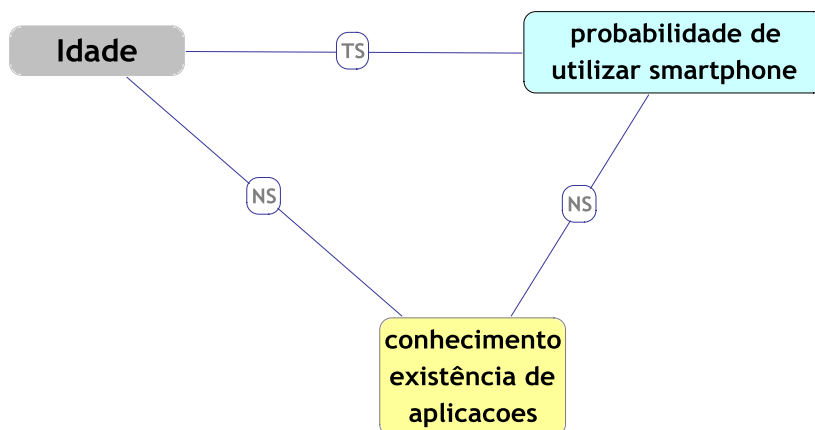 Idade
TS
probabilidade de
utilizar smartphone
NS
NS
conhecimento
existência de
aplicacoes